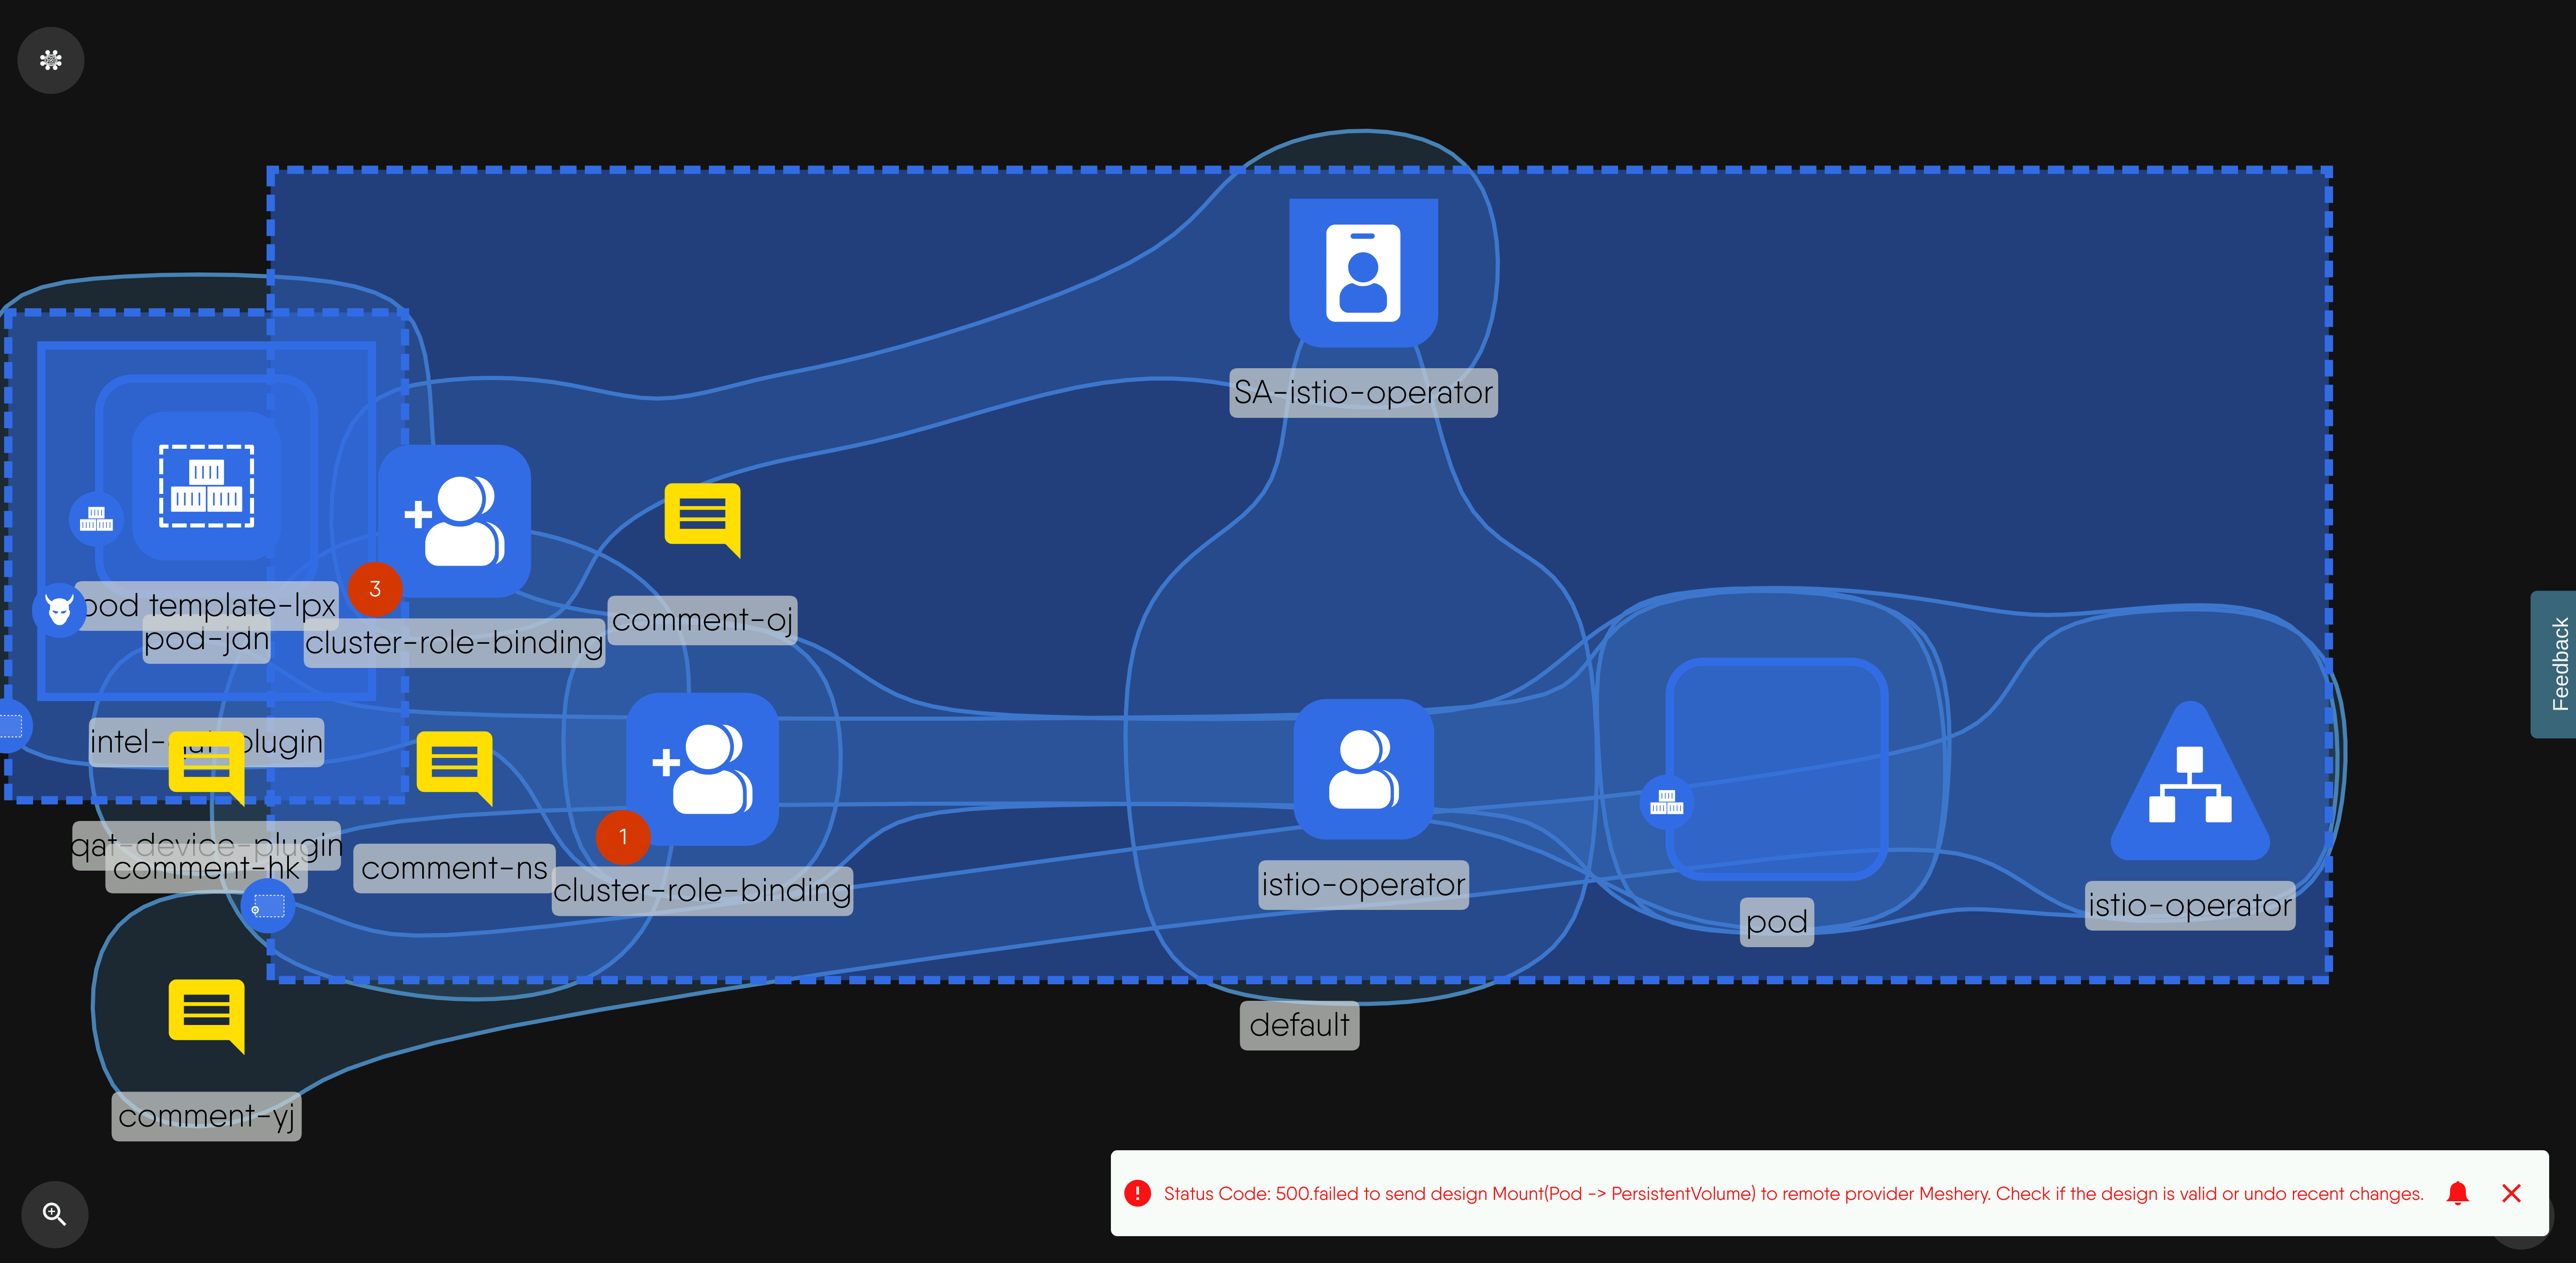 SA-istio-operator
pod template-lpx
pod-jdn
3
cluster-role-binding
comment-oj
intel-qat-plugin
qat-device-plugin
comment-hk
comment-ns
1
cluster-role-binding
istio-operator
pod
istio-operator
default
comment-yj
Feedback
Status Code: 500.failed to send design Mount(Pod -> PersistentVolume) to remote provider Meshery. Check if the design is valid or undo recent changes.